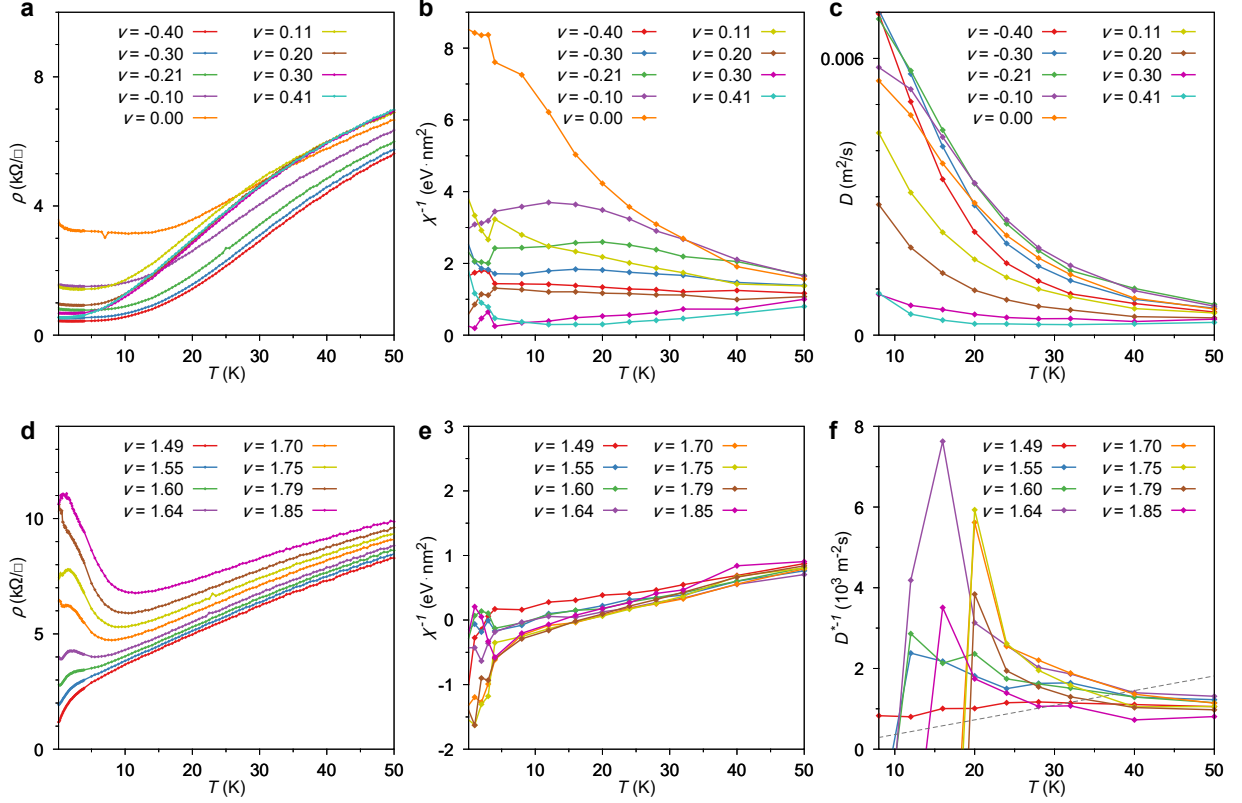 a
ν = -0.40 ν = 0.11
ν = -0.30 ν = 0.20
ν = -0.21 ν = 0.30
ν = -0.10 ν = 0.41
ν = 0.00
9
4
0
ρ (kΩ/□)
10 20 30 40 50
T (K)
b
ν = -0.40 ν = 0.11
ν = -0.30 ν = 0.20
ν = -0.21 ν = 0.30
ν = -0.10 ν = 0.41
ν = 0.00
8
6
4
2
0
χ⁻¹ (eV·nm²)
10 20 30 40 50
T (K)
c
ν = -0.40 ν = 0.11
ν = -0.30 ν = 0.20
ν = -0.21 ν = 0.30
ν = -0.10 ν = 0.41
ν = 0.00
0.006
0
D (m²/s)
10 20 30 40 50
T (K)
d
ν = 1.49 ν = 1.70
ν = 1.55 ν = 1.75
ν = 1.60 ν = 1.79
ν = 1.64 ν = 1.85
10
5
0
ρ (kΩ/□)
10 20 30 40 50
T (K)
e
ν = 1.49 ν = 1.70
ν = 1.55 ν = 1.75
ν = 1.60 ν = 1.79
ν = 1.64 ν = 1.85
3
2
1
0
-1
-2
χ⁻¹ (eV·nm²)
10 20 30 40 50
T (K)
f
ν = 1.49 ν = 1.70
ν = 1.55 ν = 1.75
ν = 1.60 ν = 1.79
ν = 1.64 ν = 1.85
8
6
4
2
0
D*⁻¹ (10³ m⁻²s)
10 20 30 40 50
T (K)